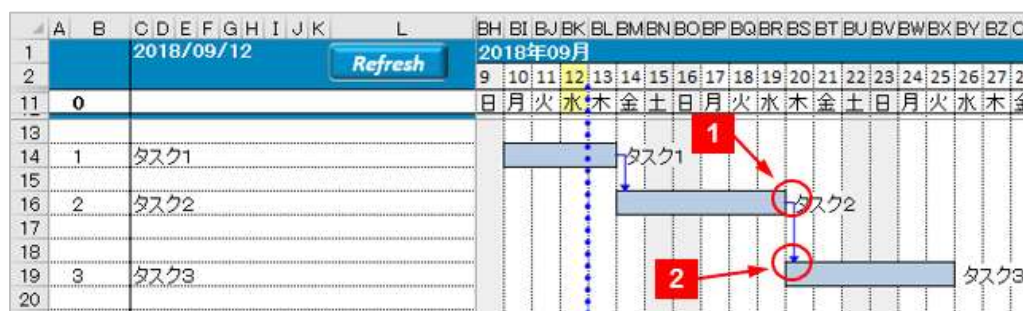 A B C D E F G H I J K L BH BI BJ BK BL BM BN BO BP BQ BR BS BT BU BV BW BX BY BZ
1 2018/09/12 Refresh 2018年09月
2 9 10 11 12 13 14 15 16 17 18 19 20 21 22 23 24 25 26 27
11 0 日 月 火 水 木 金 土 日 月 火 水 木 金 土 日 月 火 水 木 金
13
1
14 1 タスク1 タスク1
15
16 2 タスク2 タスク2
17
18
19 3 タスク3 2 タスク3
20